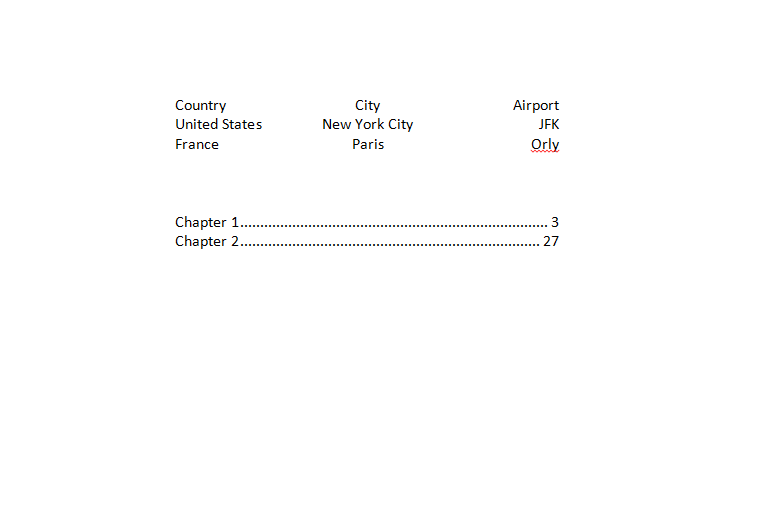 Country City Airport
United States New York City JFK
France Paris Orly
Chapter 1............................................................................. 3
Chapter 2........................................................................... 27